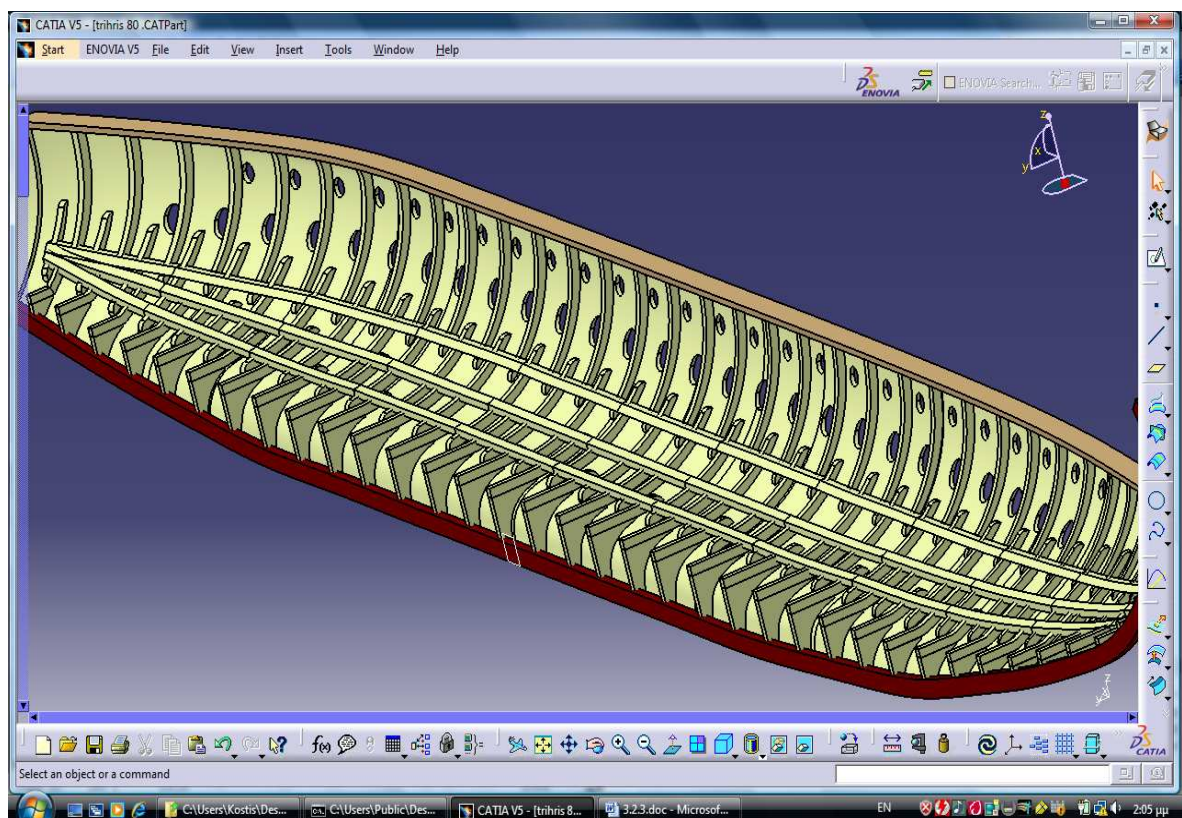 CATIA V5 - [trihris 80 .CATPart]
Start ENOVIA V5 File Edit View Insert Tools Window Help
ENOVIA
ENOVIA Search...
z
x
y
z
f(x)
CATIA
Select an object or a command
C:\Users\Kostis\Des... C:\Users\Public\Des... CATIA V5 - [trihris 8... 3.2.3.doc - Microsof... EN 2:05 μμ